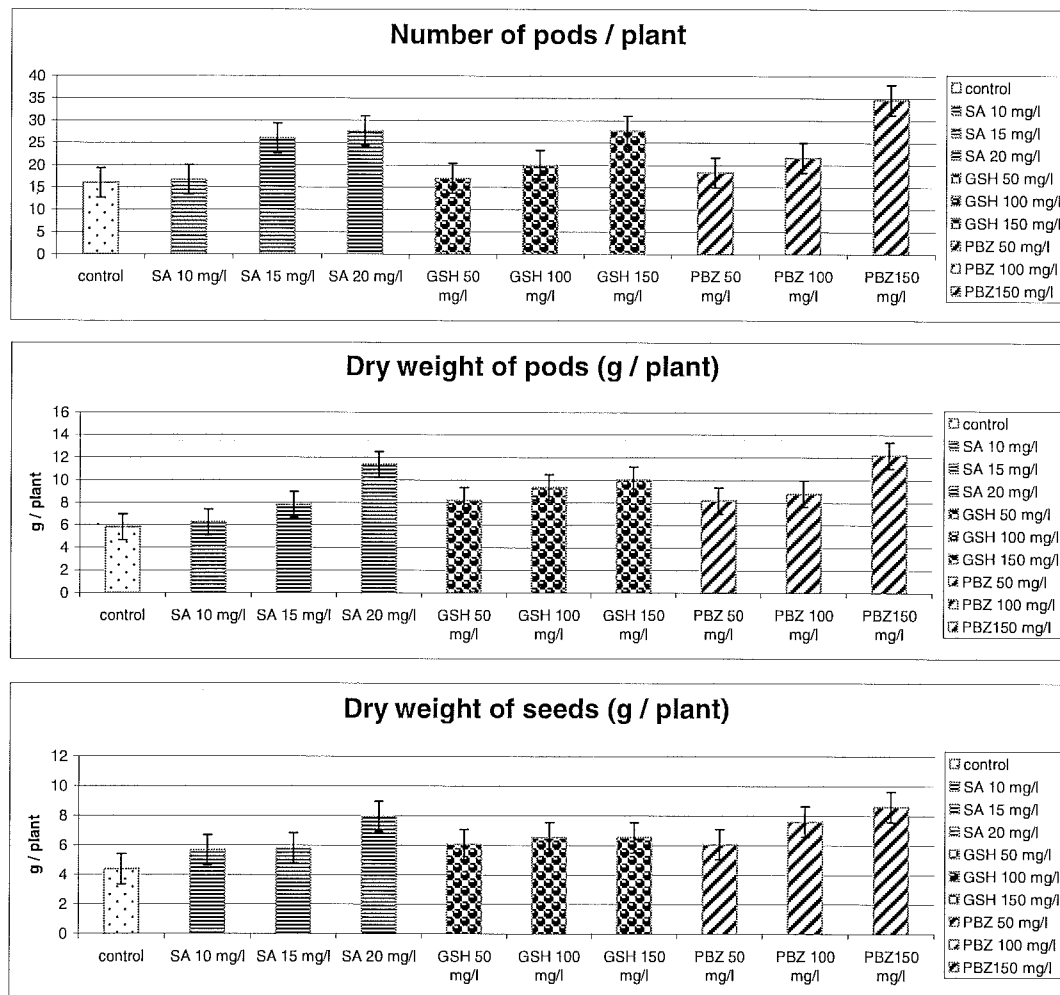 Number of pods / plant
40
35
30
25
20
15
10
5
0
control
SA 10 mg/l
SA 15 mg/l
SA 20 mg/l
GSH 50 mg/l
GSH 100 mg/l
GSH 150 mg/l
PBZ 50 mg/l
PBZ 100 mg/l
PBZ150 mg/l
control
SA 10 mg/l
SA 15 mg/l
SA 20 mg/l
GSH 50 mg/l
GSH 100 mg/l
GSH 150 mg/l
PBZ 50 mg/l
PBZ 100 mg/l
PBZ150 mg/l
Dry weight of pods (g / plant)
g / plant
16
14
12
10
8
6
4
2
0
control
SA 10 mg/l
SA 15 mg/l
SA 20 mg/l
GSH 50 mg/l
GSH 100 mg/l
GSH 150 mg/l
PBZ 50 mg/l
PBZ 100 mg/l
PBZ150 mg/l
control
SA 10 mg/l
SA 15 mg/l
SA 20 mg/l
GSH 50 mg/l
GSH 100 mg/l
GSH 150 mg/l
PBZ 50 mg/l
PBZ 100 mg/l
PBZ150 mg/l
Dry weight of seeds (g / plant)
g / plant
12
10
8
6
4
2
0
control
SA 10 mg/l
SA 15 mg/l
SA 20 mg/l
GSH 50 mg/l
GSH 100 mg/l
GSH 150 mg/l
PBZ 50 mg/l
PBZ 100 mg/l
PBZ150 mg/l
control
SA 10 mg/l
SA 15 mg/l
SA 20 mg/l
GSH 50 mg/l
GSH 100 mg/l
GSH 150 mg/l
PBZ 50 mg/l
PBZ 100 mg/l
PBZ150 mg/l